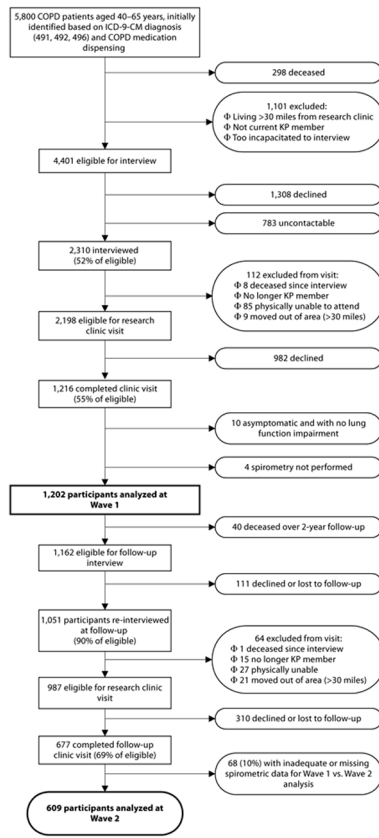 5,800 COPD patients aged 40–65 years, initially
identified based on ICD-9-CM diagnosis
(491, 492, 496) and COPD medication
dispensing
298 deceased
1,101 excluded:
Φ Living >30 miles from research clinic
Φ Not current KP member
Φ Too incapacitated to interview
4,401 eligible for interview
1,308 declined
783 uncontactable
2,310 interviewed
(52% of eligible)
112 excluded from visit:
Φ 8 deceased since interview
Φ No longer KP member
Φ 85 physically unable to attend
Φ 9 moved out of area (>30 miles)
2,198 eligible for research
clinic visit
982 declined
1,216 completed clinic visit
(55% of eligible)
10 asymptomatic and with no lung
function impairment
4 spirometry not performed
1,202 participants analyzed at
Wave 1
40 deceased over 2-year follow-up
1,162 eligible for follow-up
interview
111 declined or lost to follow-up
1,051 participants re-interviewed
at follow-up
(90% of eligible)
64 excluded from visit:
Φ 1 deceased since interview
Φ 15 no longer KP member
Φ 27 physically unable
Φ 21 moved out of area (>30 miles)
987 eligible for research clinic
visit
310 declined or lost to follow-up
677 completed follow-up
clinic visit (69% of eligible)
68 (10%) with inadequate or missing
spirometric data for Wave 1 vs. Wave 2
analysis
609 participants analyzed at
Wave 2